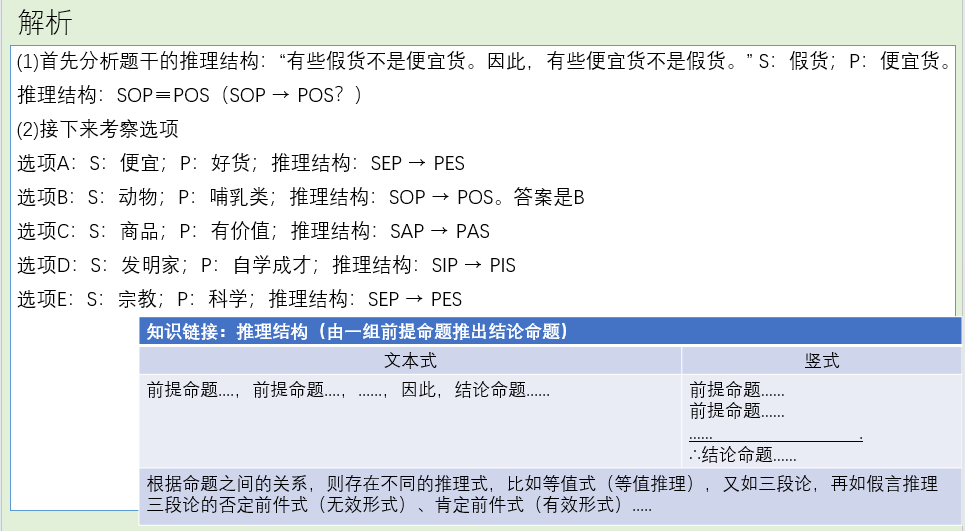 解析
(1)首先分析题干的推理结构：“有些假货不是便宜货。因此，有些便宜货不是假货。” S：假货；P：便宜货。
推理结构：SOP≡POS（SOP → POS？）
(2)接下来考察选项
选项A：S：便宜；P：好货；推理结构：SEP → PES
选项B：S：动物；P：哺乳类；推理结构：SOP → POS。答案是B
选项C：S：商品；P：有价值；推理结构：SAP → PAS
选项D：S：发明家；P：自学成才；推理结构：SIP → PIS
选项E：S：宗教；P：科学；推理结构：SEP → PES
知识链接：推理结构（由一组前提命题推出结论命题）
文本式 竖式
前提命题....，前提命题....，......，因此，结论命题......
前提命题......
前提命题......
...... .
∴结论命题......
根据命题之间的关系，则存在不同的推理式，比如等值式（等值推理），又如三段论，再如假言推理
三段论的否定前件式（无效形式）、肯定前件式（有效形式）.....